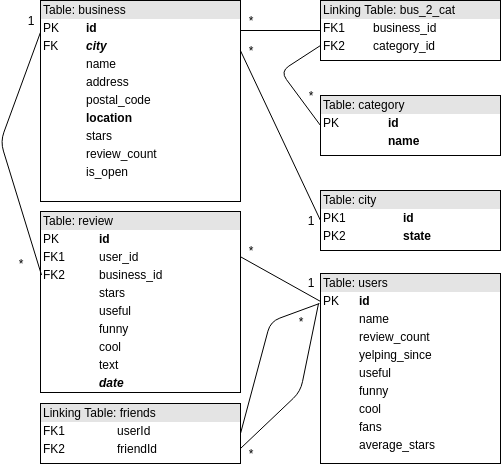 Table: business
PK id
FK city
name
address
postal_code
location
stars
review_count
is_open
Linking Table: bus_2_cat
FK1 business_id
FK2 category_id
Table: category
PK id
name
Table: city
PK1 id
PK2 state
Table: review
PK id
FK1 user_id
FK2 business_id
stars
useful
funny
cool
text
date
Table: users
PK id
name
review_count
yelping_since
useful
funny
cool
fans
average_stars
Linking Table: friends
FK1 userId
FK2 friendId
1
*
*
*
*
1
*
1
*
*